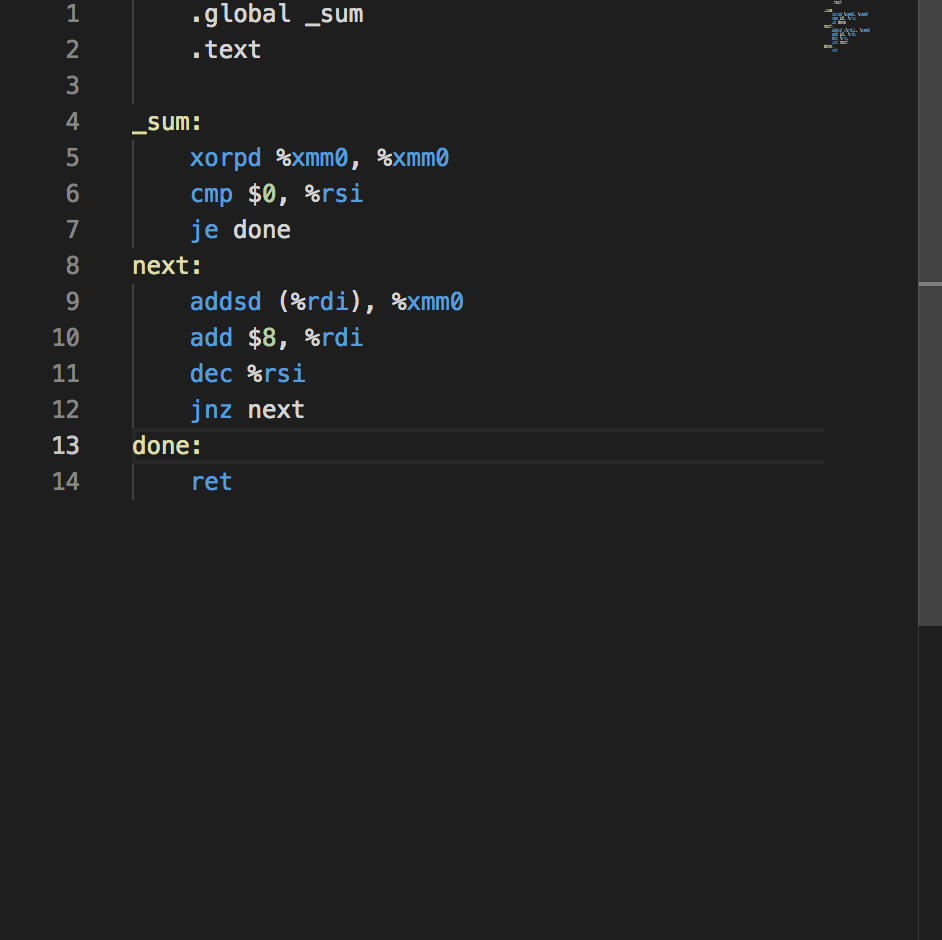 1 .global _sum
2 .text
3
4 _sum:
5 xorpd %xmm0, %xmm0
6 cmp $0, %rsi
7 je done
8 next:
9 addsd (%rdi), %xmm0
10 add $8, %rdi
11 dec %rsi
12 jnz next
13 done:
14 ret